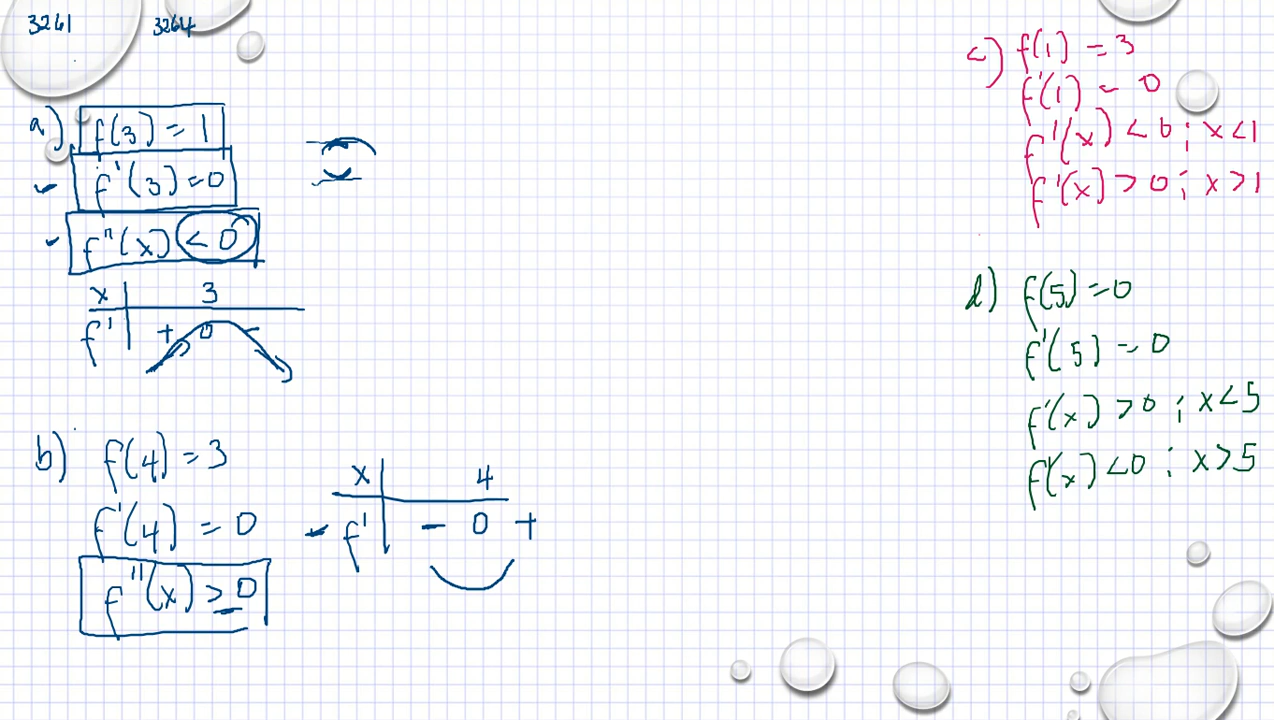 3261 3264
a) f(3) = 1
f'(3) = 0
f"(x) < 0
x 3
f' + 0 -
b) f(4) = 3
f'(4) = 0
f"(x) > 0
x 4
f' - 0 +
c) f(1) = 3
f'(1) = 0
f'(x) < 0 ; x < 1
f'(x) > 0 ; x > 1
d) f(5) = 0
f'(5) = 0
f'(x) > 0 ; x < 5
f'(x) < 0 ; x > 5